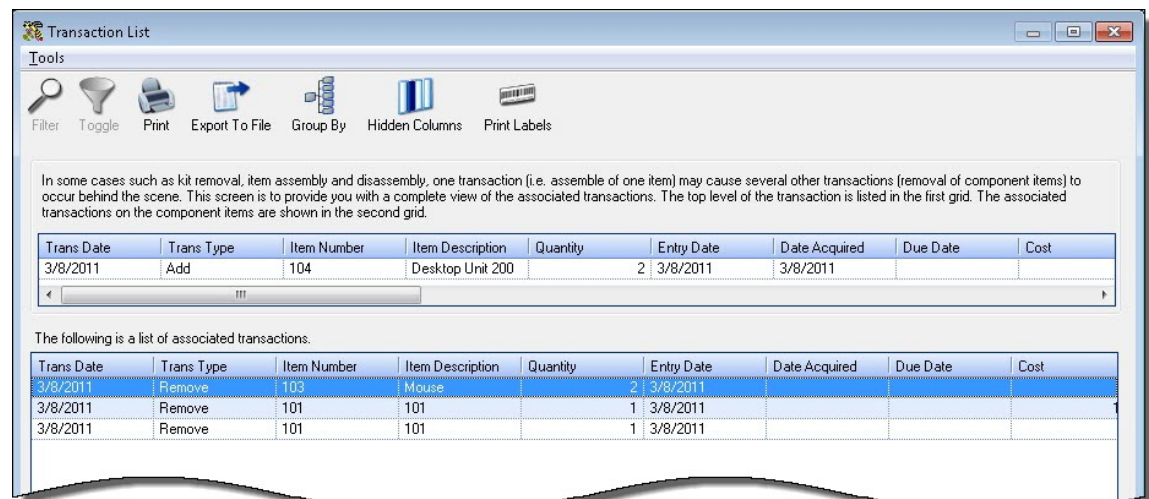 Transaction List
Tools
Filter Toggle Print Export To File Group By Hidden Columns Print Labels
In some cases such as kit removal, item assembly and disassembly, one transaction (i.e. assemble of one item) may cause several other transactions (removal of component items) to
occur behind the scene. This screen is to provide you with a complete view of the associated transactions. The top level of the transaction is listed in the first grid. The associated
transactions on the component items are shown in the second grid.
Trans Date Trans Type Item Number Item Description Quantity Entry Date Date Acquired Due Date Cost
3/8/2011 Add 104 Desktop Unit 200 2 3/8/2011 3/8/2011
The following is a list of associated transactions.
Trans Date Trans Type Item Number Item Description Quantity Entry Date Date Acquired Due Date Cost
3/8/2011 Remove 103 Mouse 2 3/8/2011
3/8/2011 Remove 101 101 1 3/8/2011 1
3/8/2011 Remove 101 101 1 3/8/2011